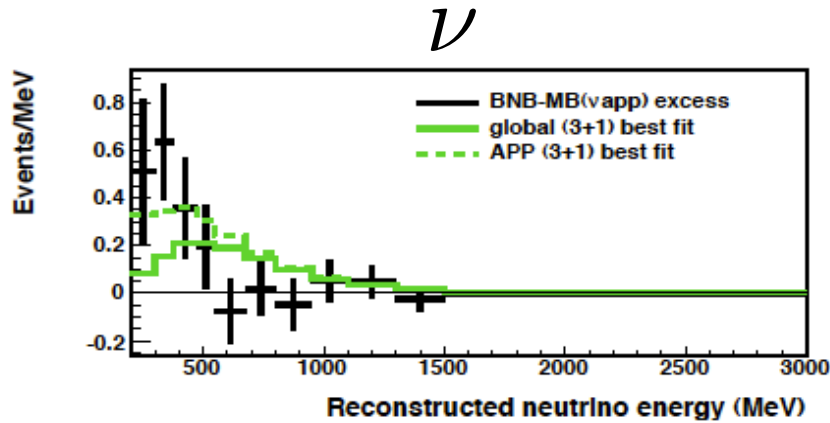 ν
Events/MeV
0.8
0.6
0.4
0.2
0
-0.2
BNB-MB(νapp) excess
global (3+1) best fit
APP (3+1) best fit
500 1000 1500 2000 2500 3000
Reconstructed neutrino energy (MeV)